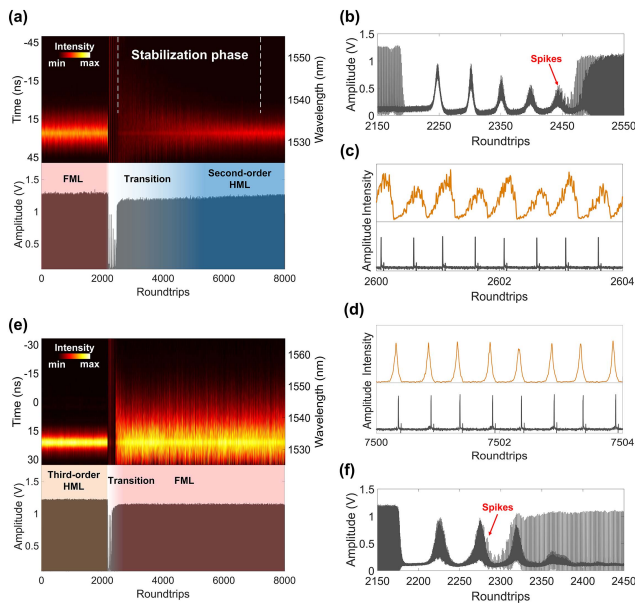 (a)
Intensity
min max
Stabilization phase
-45
-15
15
45
Time (ns)
1550
1540
1530
Wavelength (nm)
FML
Transition
Second-order
HML
1.5
1
0.5
Amplitude (V)
0 2000 4000 6000 8000
Roundtrips
(b)
1.5
1
0.5
0
Amplitude (V)
Spikes
2150 2250 2350 2450 2550
Roundtrips
(c)
Intensity
Amplitude
2600 2602 2604
Roundtrips
(d)
Intensity
Amplitude
7500 7502 7504
Roundtrips
(e)
Intensity
min max
-30
-15
0
15
30
Time (ns)
1560
1550
1540
1530
Wavelength (nm)
Third-order
HML
Transition
FML
1.5
1
0.5
Amplitude (V)
0 2000 4000 6000 8000
Roundtrips
(f)
1.5
1
0.5
0
Amplitude (V)
Spikes
2150 2200 2250 2300 2350 2400 2450
Roundtrips